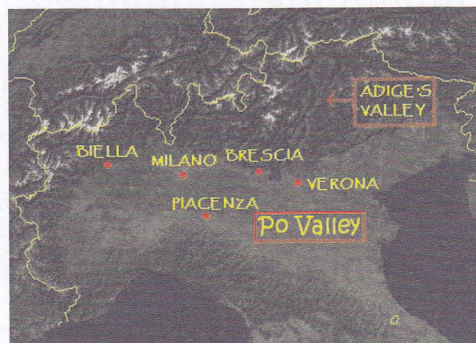 ADIGE'S
VALLEY
BIELLA
MILANO
BRESCIA
VERONA
PIACENZA
Po Valley